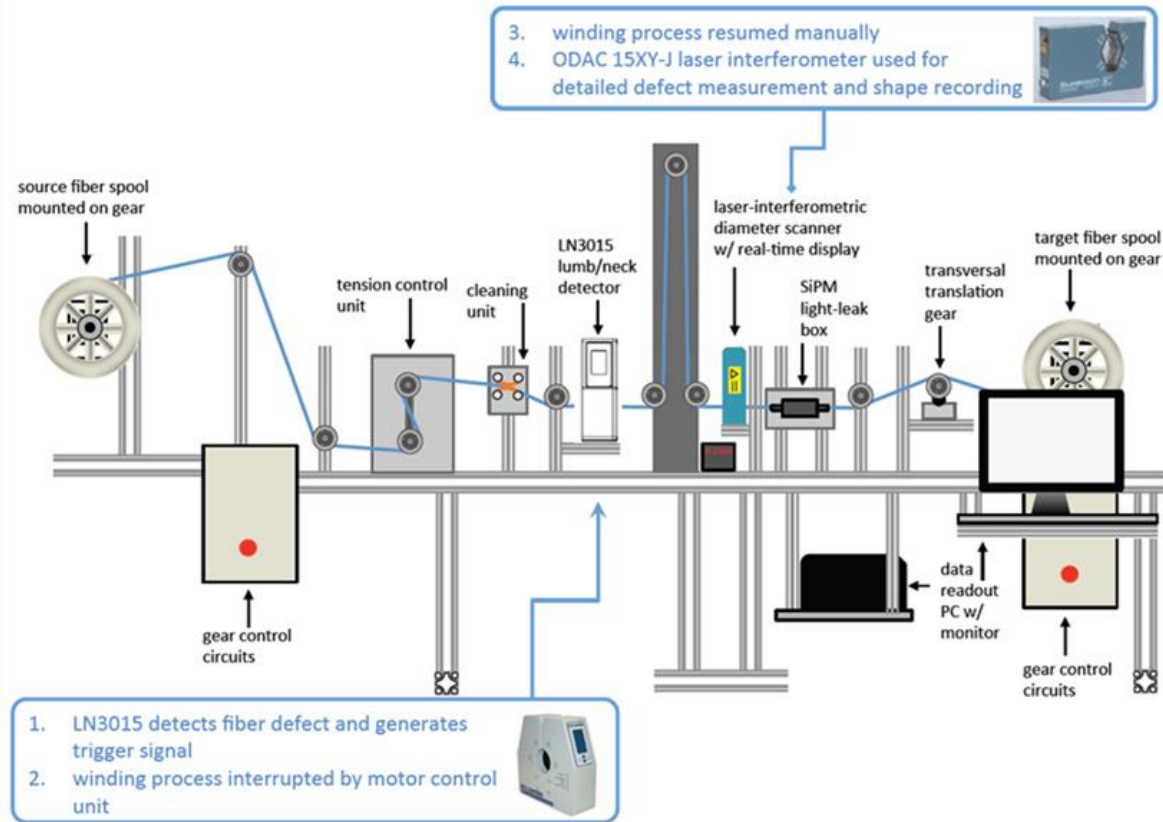 3. winding process resumed manually
4. ODAC 15XY-J laser interferometer used for
detailed defect measurement and shape recording
source fiber spool
mounted on gear
tension control
unit
cleaning
unit
LN3015
lumb/neck
detector
laser-interferometric
diameter scanner
w/ real-time display
SiPM
light-leak
box
transversal
translation
gear
target fiber spool
mounted on gear
gear control
circuits
data
readout
PC w/
monitor
gear control
circuits
1. LN3015 detects fiber defect and generates
trigger signal
2. winding process interrupted by motor control
unit